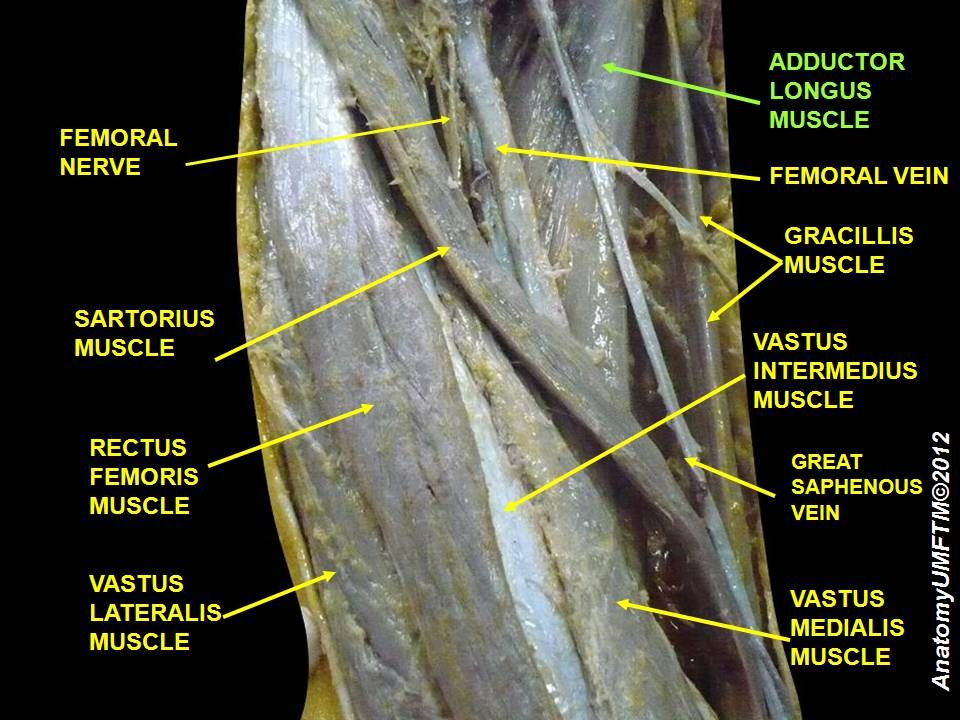 ADDUCTOR
LONGUS
MUSCLE
FEMORAL
NERVE
FEMORAL VEIN
GRACILLIS
MUSCLE
SARTORIUS
MUSCLE
VASTUS
INTERMEDIUS
MUSCLE
RECTUS
FEMORIS
MUSCLE
GREAT
SAPHENOUS
VEIN
VASTUS
LATERALIS
MUSCLE
VASTUS
MEDIALIS
MUSCLE
AnatomyUMFTM©2012